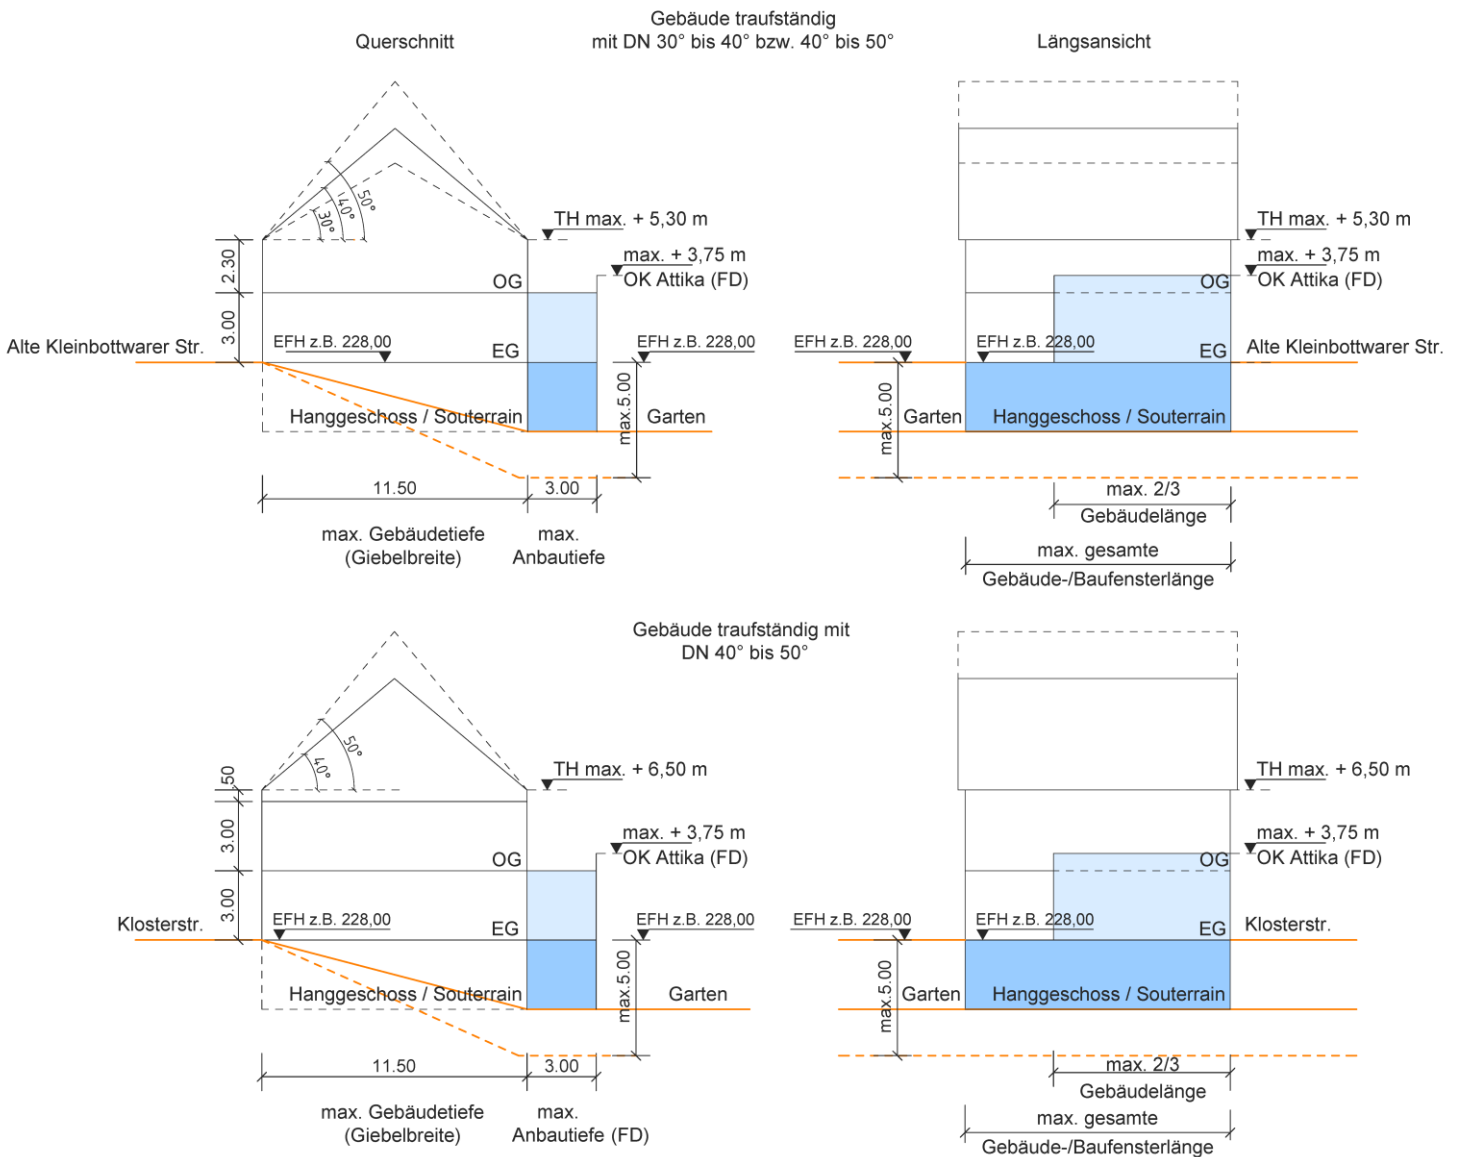 Gebäude traufständig
mit DN 30° bis 40° bzw. 40° bis 50°
Querschnitt
Längsansicht
50°
40°
30°
TH max. + 5,30 m
max. + 3,75 m
OK Attika (FD)
2.30
3.00
OG
EG
EFH z.B. 228,00
EFH z.B. 228,00
Alte Kleinbottwarer Str.
Hanggeschoss / Souterrain
Garten
max.5.00
11.50
3.00
max. Gebäudetiefe
(Giebelbreite)
max.
Anbautiefe
TH max. + 5,30 m
max. + 3,75 m
OK Attika (FD)
OG
EG
EFH z.B. 228,00
EFH z.B. 228,00
Alte Kleinbottwarer Str.
max.5.00
Garten
Hanggeschoss / Souterrain
max. 2/3
Gebäudelänge
max. gesamte
Gebäude-/Baufensterlänge
Gebäude traufständig mit
DN 40° bis 50°
50°
40°
TH max. + 6,50 m
max. + 3,75 m
OK Attika (FD)
50
3.00
3.00
OG
EG
EFH z.B. 228,00
EFH z.B. 228,00
Klosterstr.
Hanggeschoss / Souterrain
Garten
max.5.00
11.50
3.00
max. Gebäudetiefe
(Giebelbreite)
max.
Anbautiefe (FD)
TH max. + 6,50 m
max. + 3,75 m
OK Attika (FD)
OG
EG
EFH z.B. 228,00
EFH z.B. 228,00
Klosterstr.
max.5.00
Garten
Hanggeschoss / Souterrain
max. 2/3
Gebäudelänge
max. gesamte
Gebäude-/Baufensterlänge